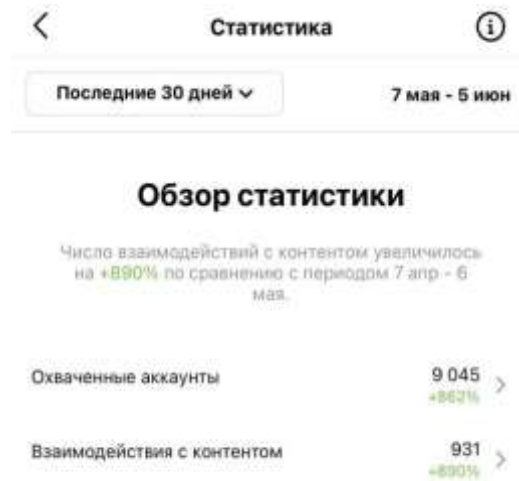 Статистика
Последние 30 дней
7 мая - 5 июн
Обзор статистики
Число взаимодействий с контентом увеличилось
на +890% по сравнению с периодом 7 апр - 6
мая.
Охваченные аккаунты
9 045
+862%
Взаимодействия с контентом
931
+890%